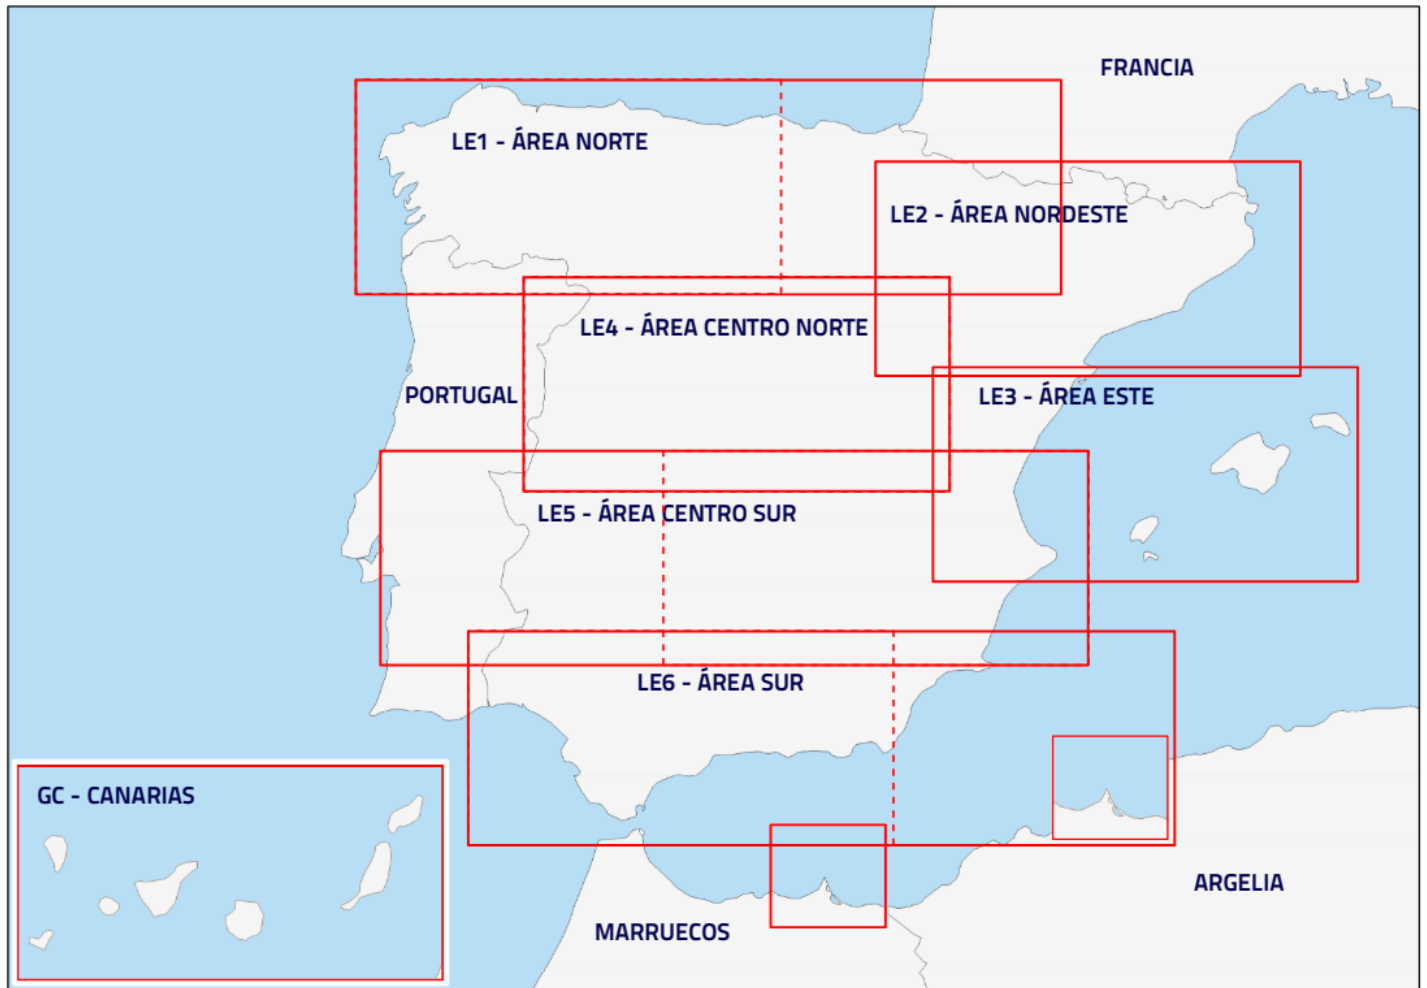 FRANCIA
LE1 - ÁREA NORTE
LE2 - ÁREA NORDESTE
LE4 - ÁREA CENTRO NORTE
PORTUGAL
LE3 - ÁREA ESTE
LE5 - ÁREA CENTRO SUR
LE6 - ÁREA SUR
GC - CANARIAS
ARGELIA
MARRUECOS